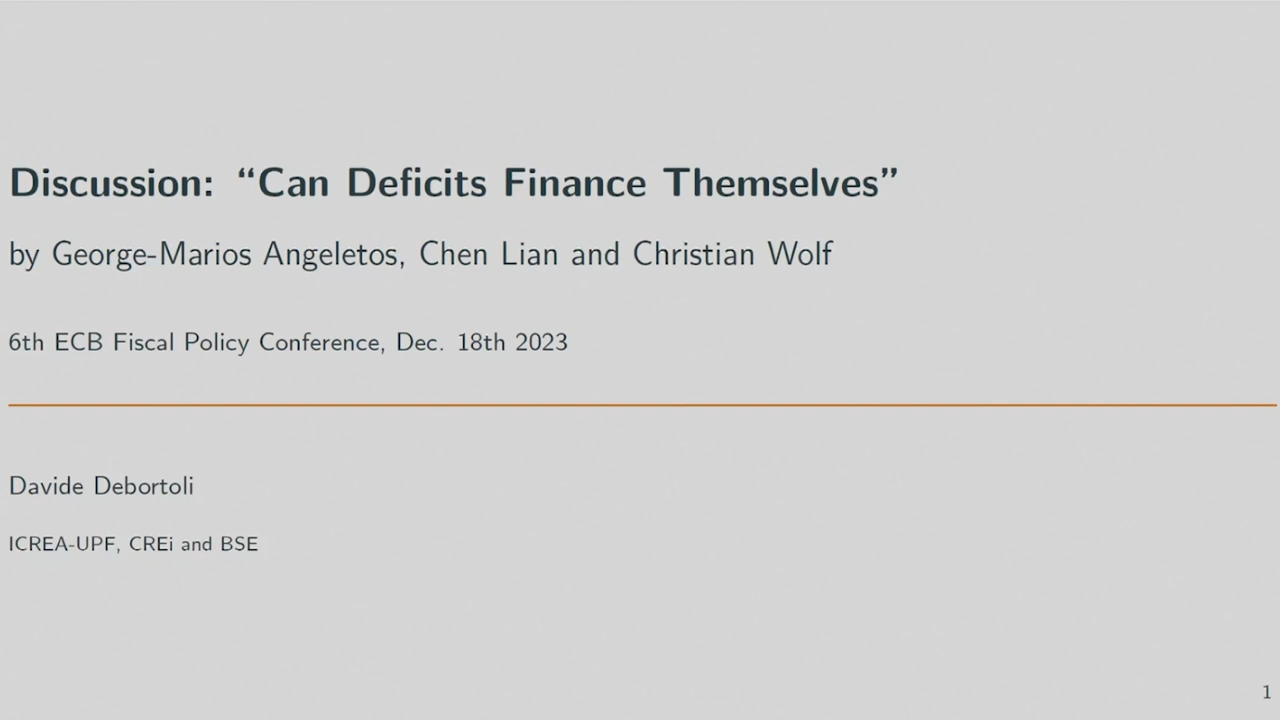 Discussion: “Can Deficits Finance Themselves”
by George-Marios Angeletos, Chen Lian and Christian Wolf
6th ECB Fiscal Policy Conference, Dec. 18th 2023
Davide Debortoli
ICREA-UPF, CREi and BSE
1